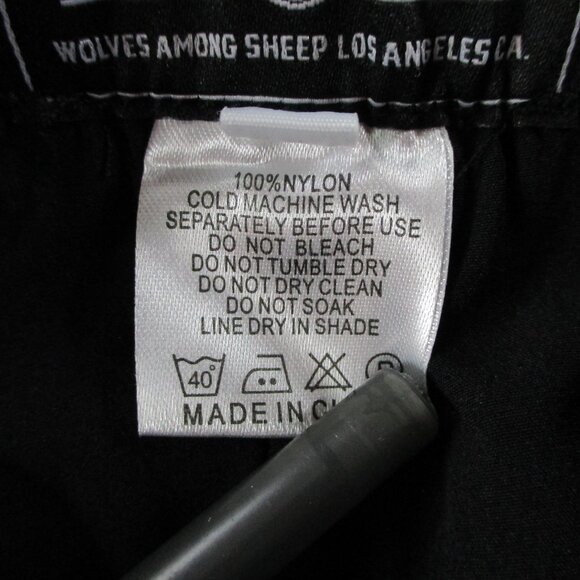 WOLVES AMONG SHEEP LOS ANGELES CA.
100%NYLON
COLD MACHINE WASH
SEPARATELY BEFORE USE
DO NOT BLEACH
DO NOT TUMBLE DRY
DO NOT DRY CLEAN
DO NOT SOAK
LINE DRY IN SHADE
40°
MADE IN